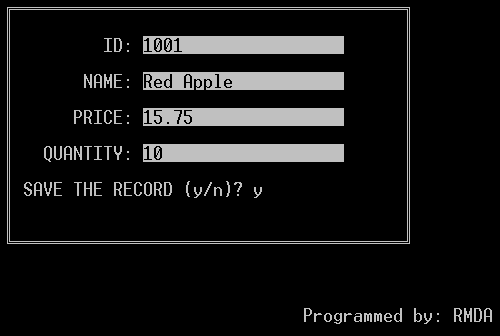 ID: 1001
NAME: Red Apple
PRICE: 15.75
QUANTITY: 10
SAVE THE RECORD (y/n)? y
Programmed by: RMDA